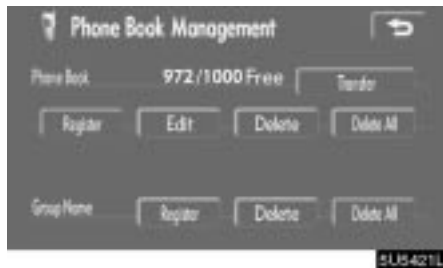 Phone Book Management
Phone Book 972/1000 Free Transfer
Register Edit Delete Delete All
Group Name Register Delete Delete All
5U5421L